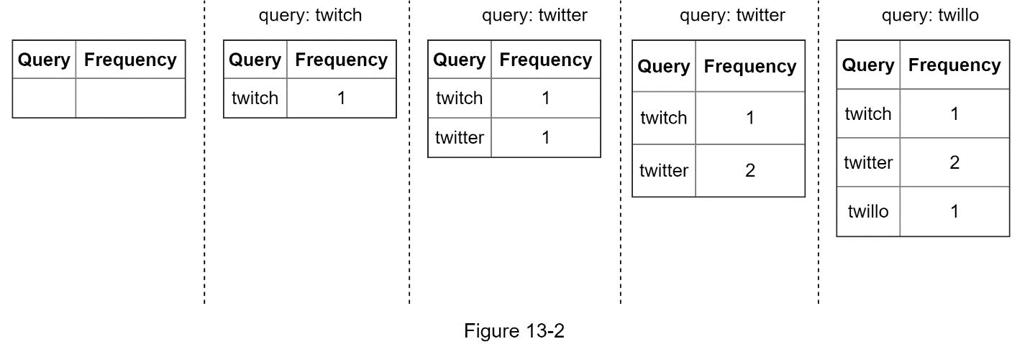 Query Frequency
query: twitch
Query Frequency
twitch 1
query: twitter
Query Frequency
twitch 1
twitter 1
query: twitter
Query Frequency
twitch 1
twitter 2
query: twillo
Query Frequency
twitch 1
twitter 2
twillo 1
Figure 13-2